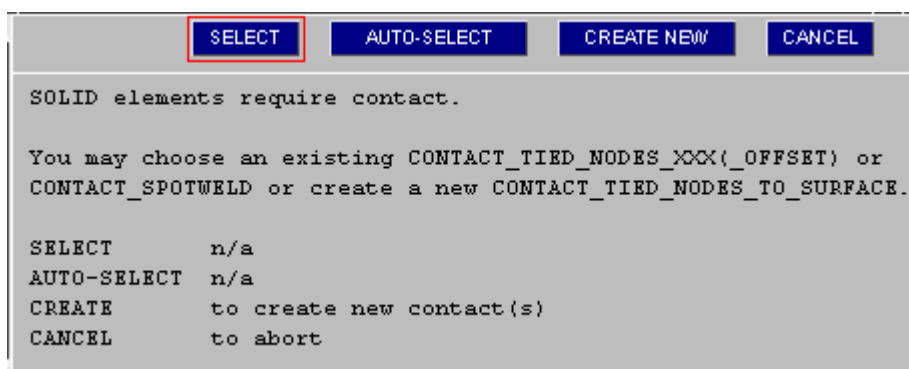 SELECT AUTO-SELECT CREATE NEW CANCEL
SOLID elements require contact.
You may choose an existing CONTACT_TIED_NODES_XXX(_OFFSET) or
CONTACT_SPOTWELD or create a new CONTACT_TIED_NODES_TO_SURFACE.
SELECT n/a
AUTO-SELECT n/a
CREATE to create new contact(s)
CANCEL to abort